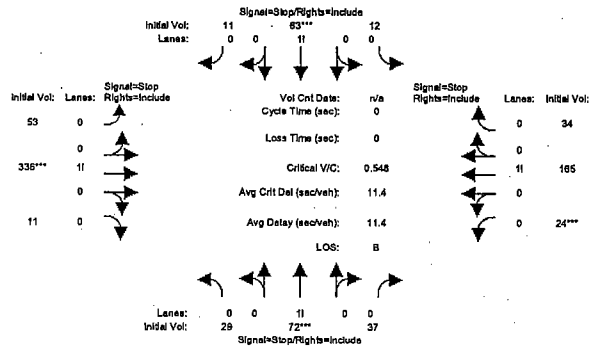 Signal=Stop/Rights=Include
Initial Vol: 11 63*** 12
Lanes: 0 0 1! 0 0
Signal=Stop
Rights=Include
Initial Vol: Lanes:
53 0
0
336*** 1!
0
11 0
Vol Cnt Date: n/a
Cycle Time (sec): 0
Loss Time (sec): 0
Critical V/C: 0.548
Avg Crit Del (sec/veh): 11.4
Avg Delay (sec/veh): 11.4
LOS: B
Signal=Stop
Rights=Include
Lanes: Initial Vol:
0 34
0
1! 165
0
0 24***
Lanes: 0 0 1! 0 0
Initial Vol: 29 72*** 37
Signal=Stop/Rights=Include